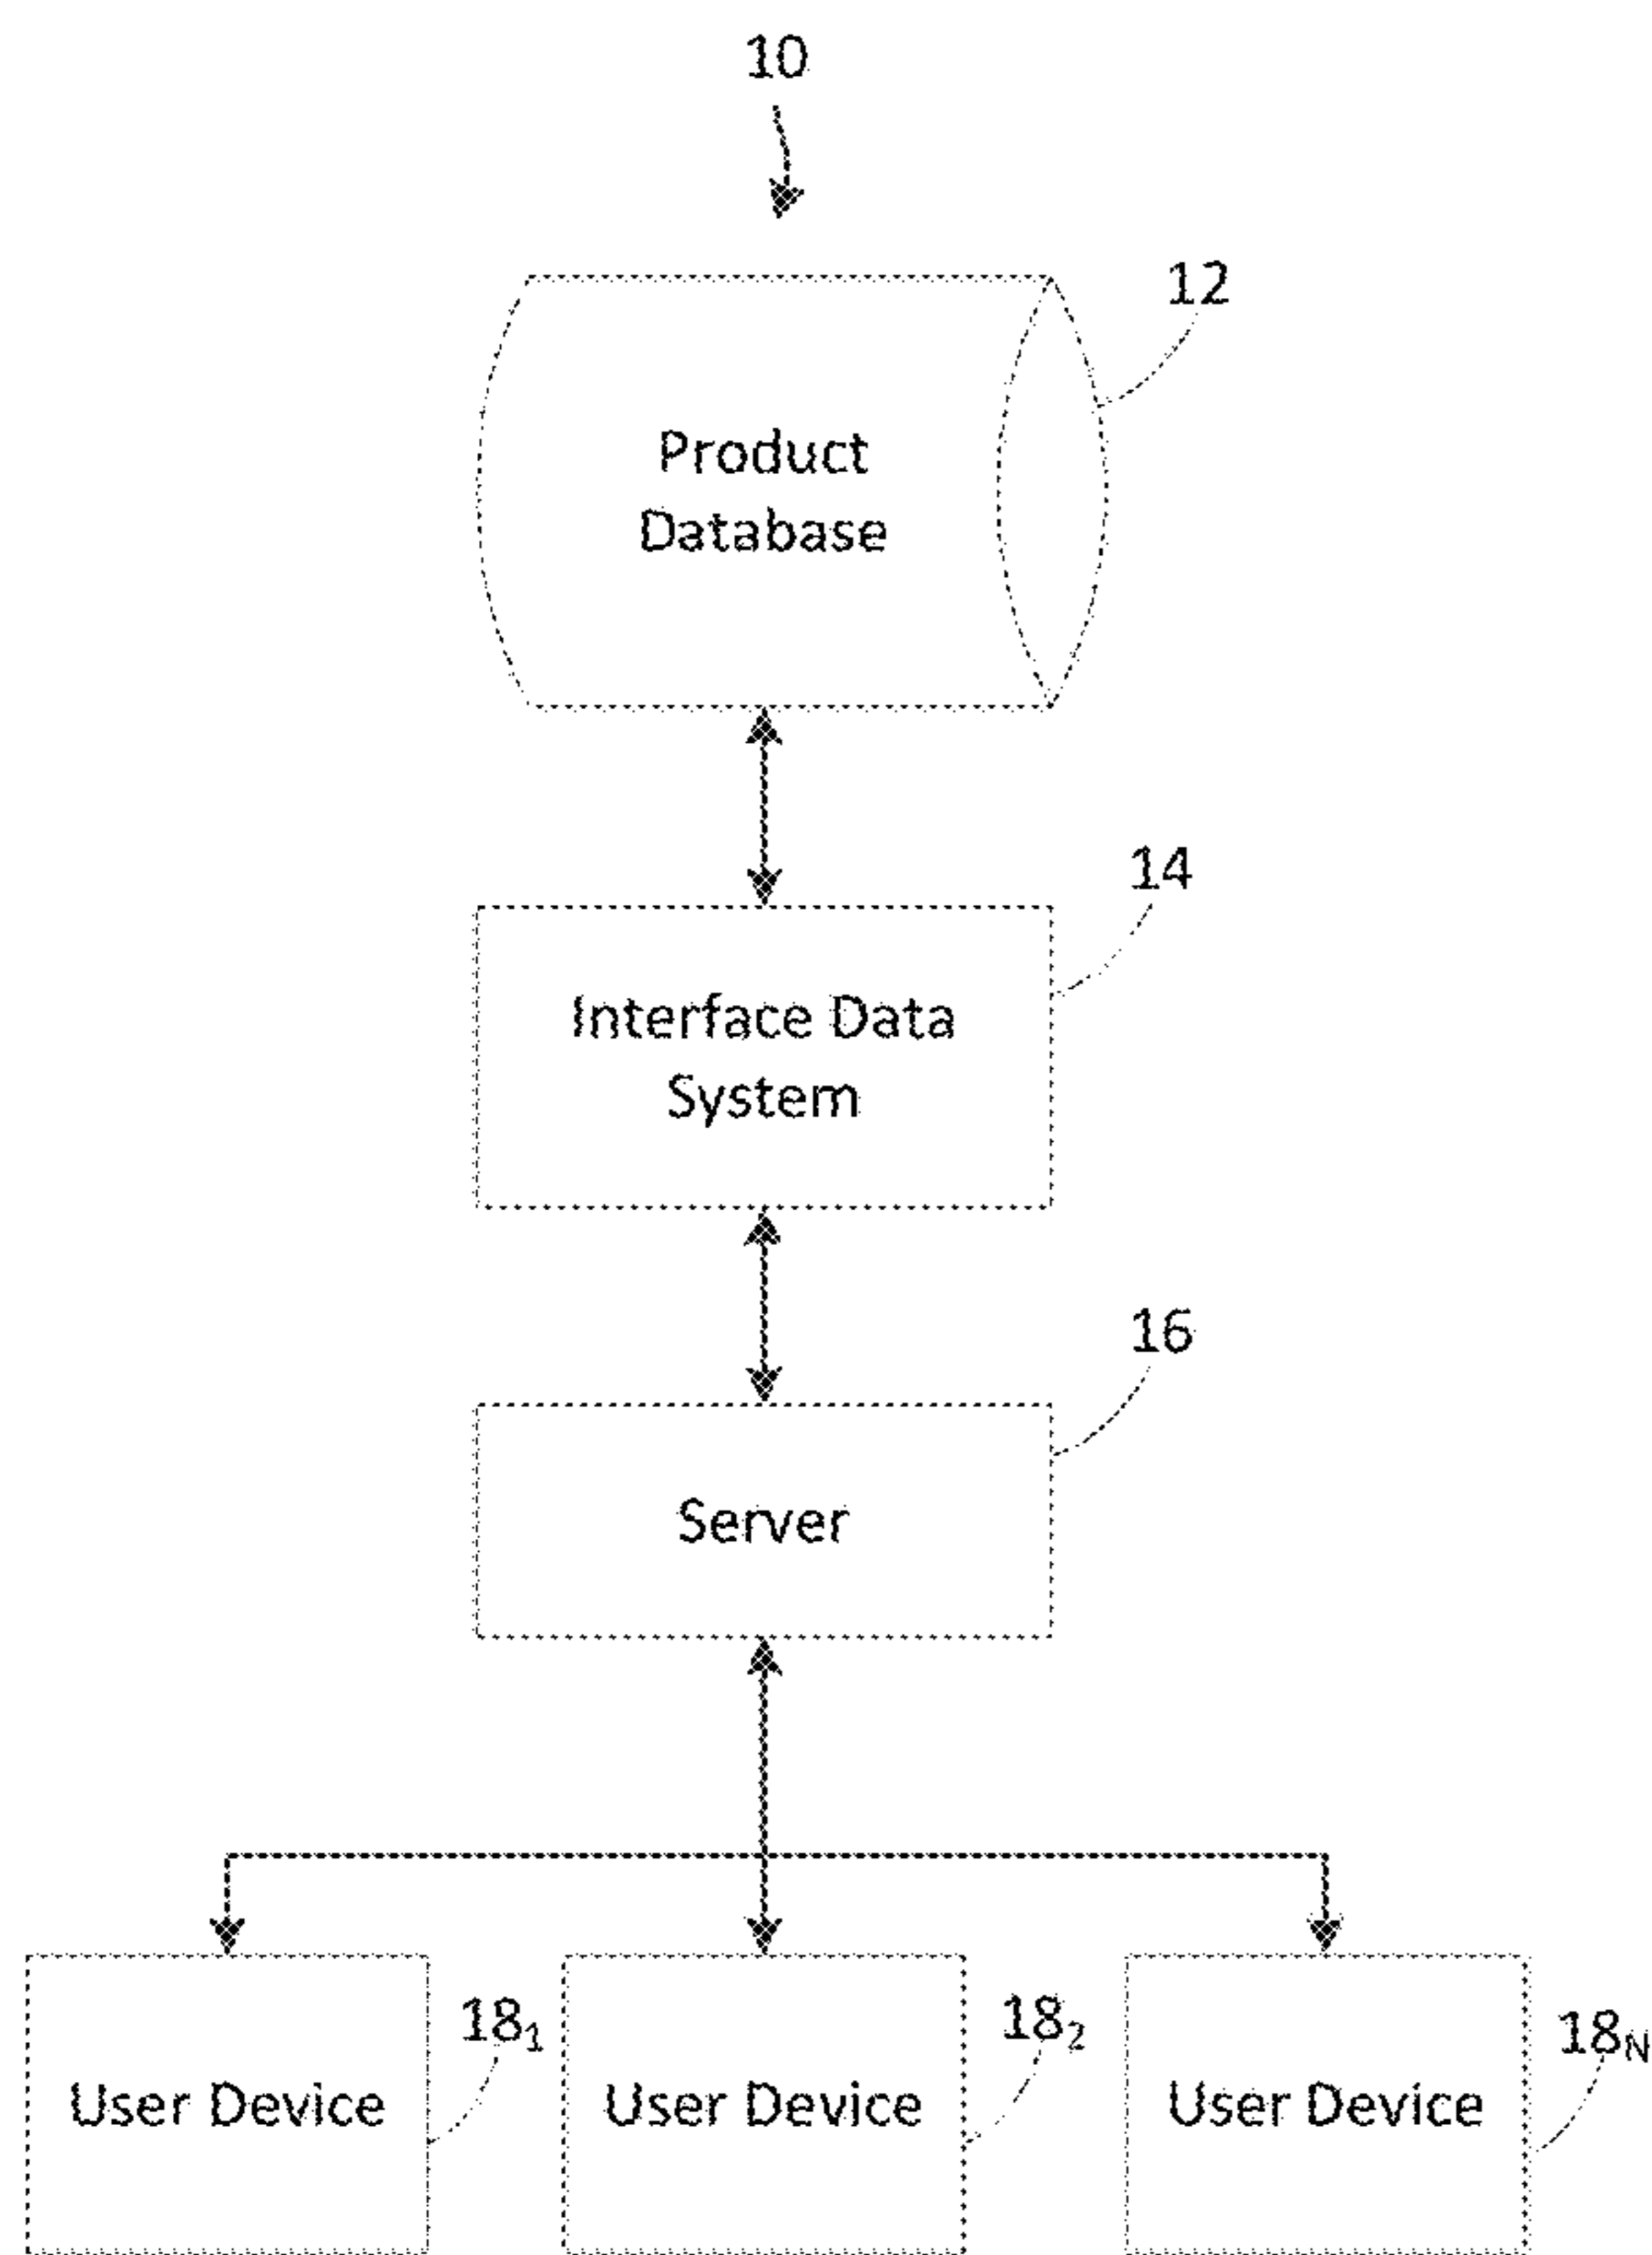 10
12
Product
Database
14
Interface Data
System
16
Server
18₁
18₂
18N
User Device
User Device
User Device